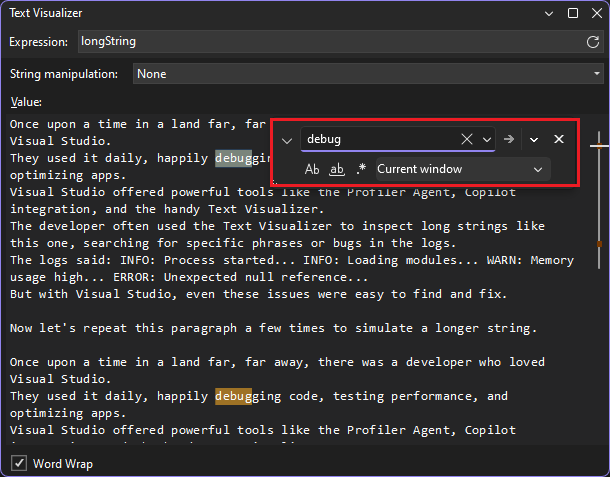 Text Visualizer
Expression: longString
String manipulation: None
Value:
Once upon a time in a land far, far
Visual Studio.
They used it daily, happily debuggin
optimizing apps.
debug
Ab ab .* Current window
Visual Studio offered powerful tools like the Profiler Agent, Copilot
integration, and the handy Text Visualizer.
The developer often used the Text Visualizer to inspect long strings like
this one, searching for specific phrases or bugs in the logs.
The logs said: INFO: Process started... INFO: Loading modules... WARN: Memory
usage high... ERROR: Unexpected null reference...
But with Visual Studio, even these issues were easy to find and fix.
Now let's repeat this paragraph a few times to simulate a longer string.
Once upon a time in a land far, far away, there was a developer who loved
Visual Studio.
They used it daily, happily debugging code, testing performance, and
optimizing apps.
Visual Studio offered powerful tools like the Profiler Agent, Copilot
Word Wrap